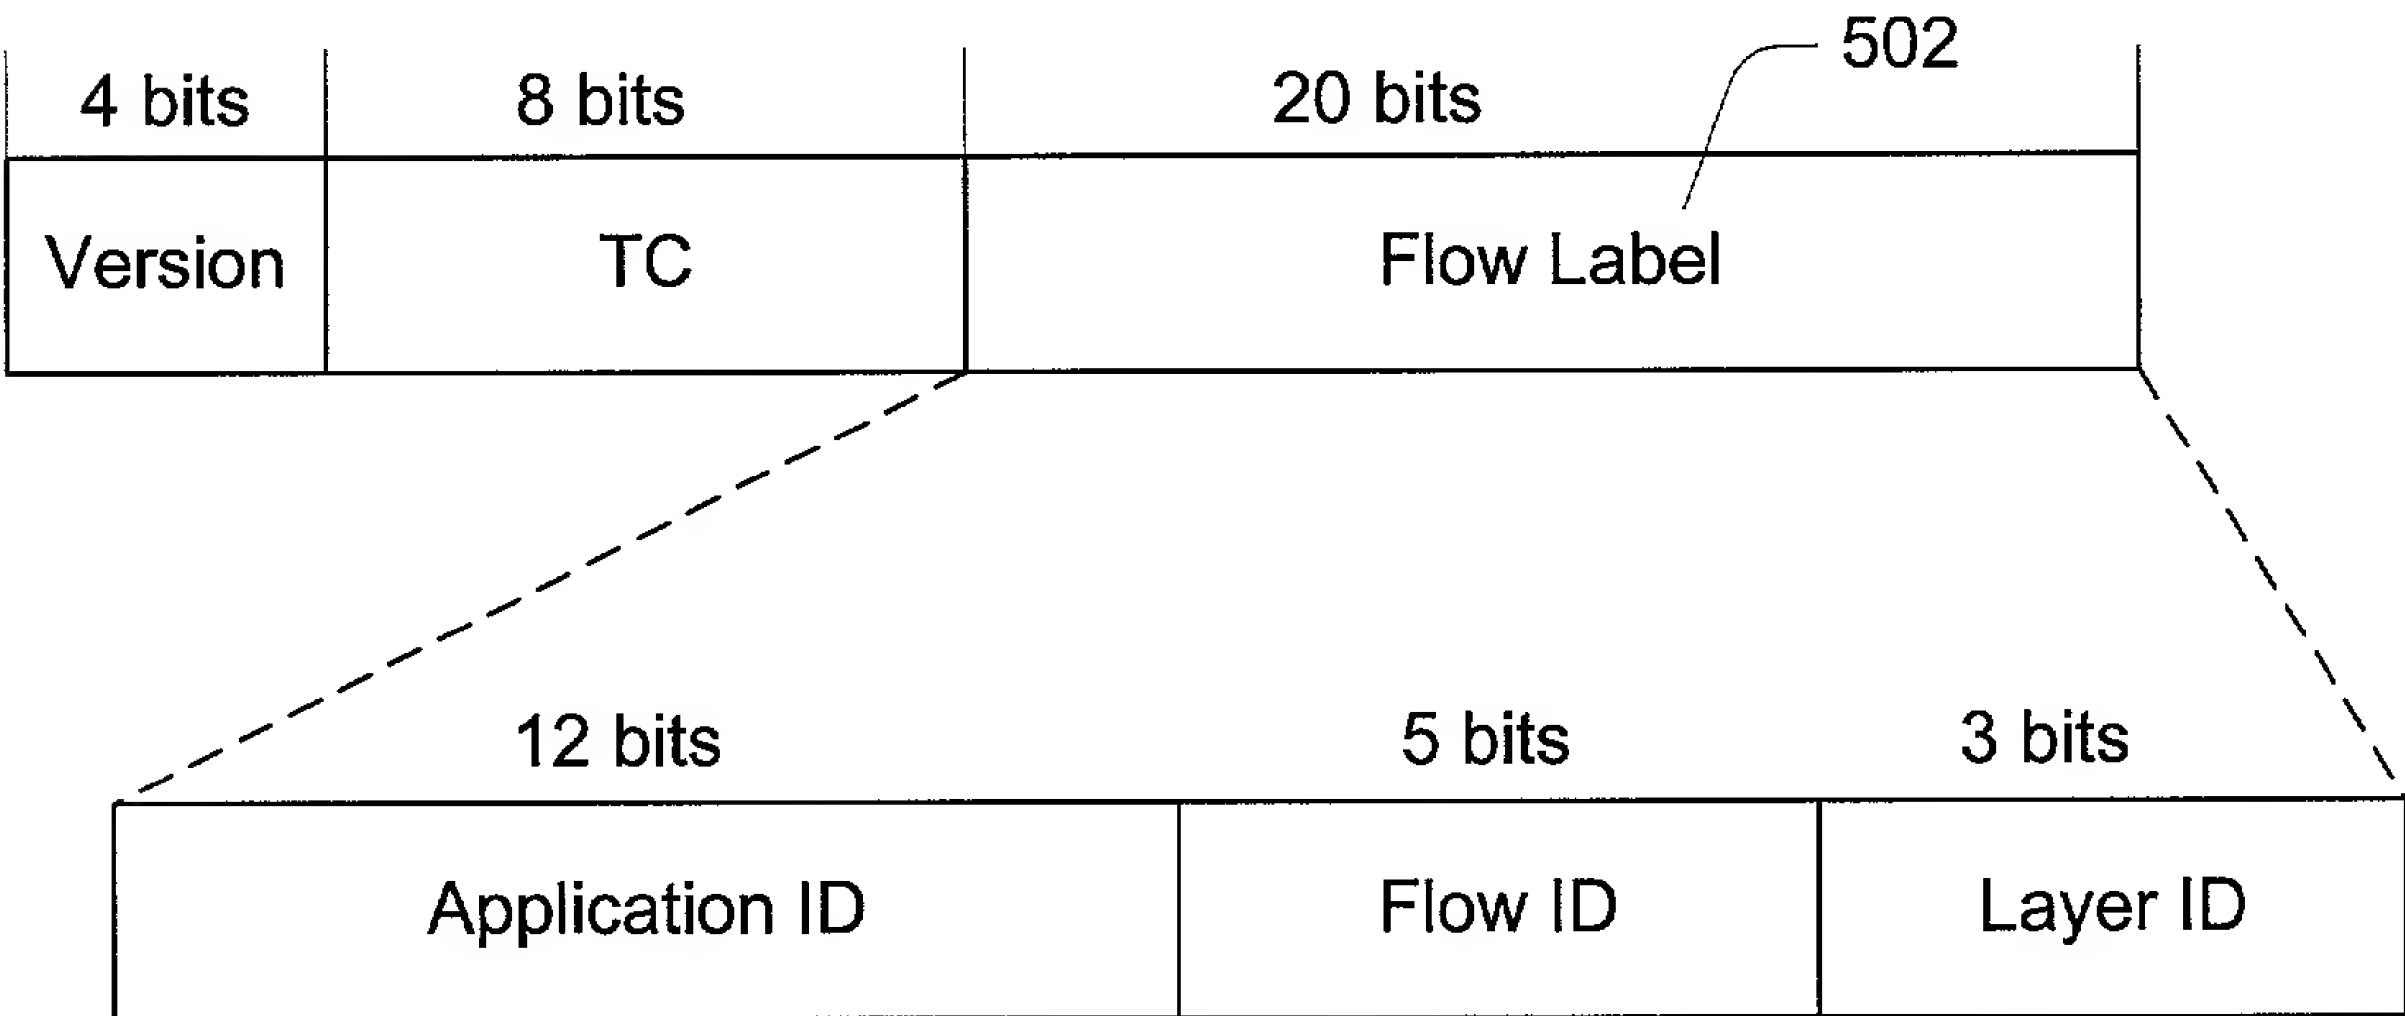 502
4 bits 8 bits 20 bits
Version TC Flow Label
12 bits 5 bits 3 bits
Application ID Flow ID Layer ID